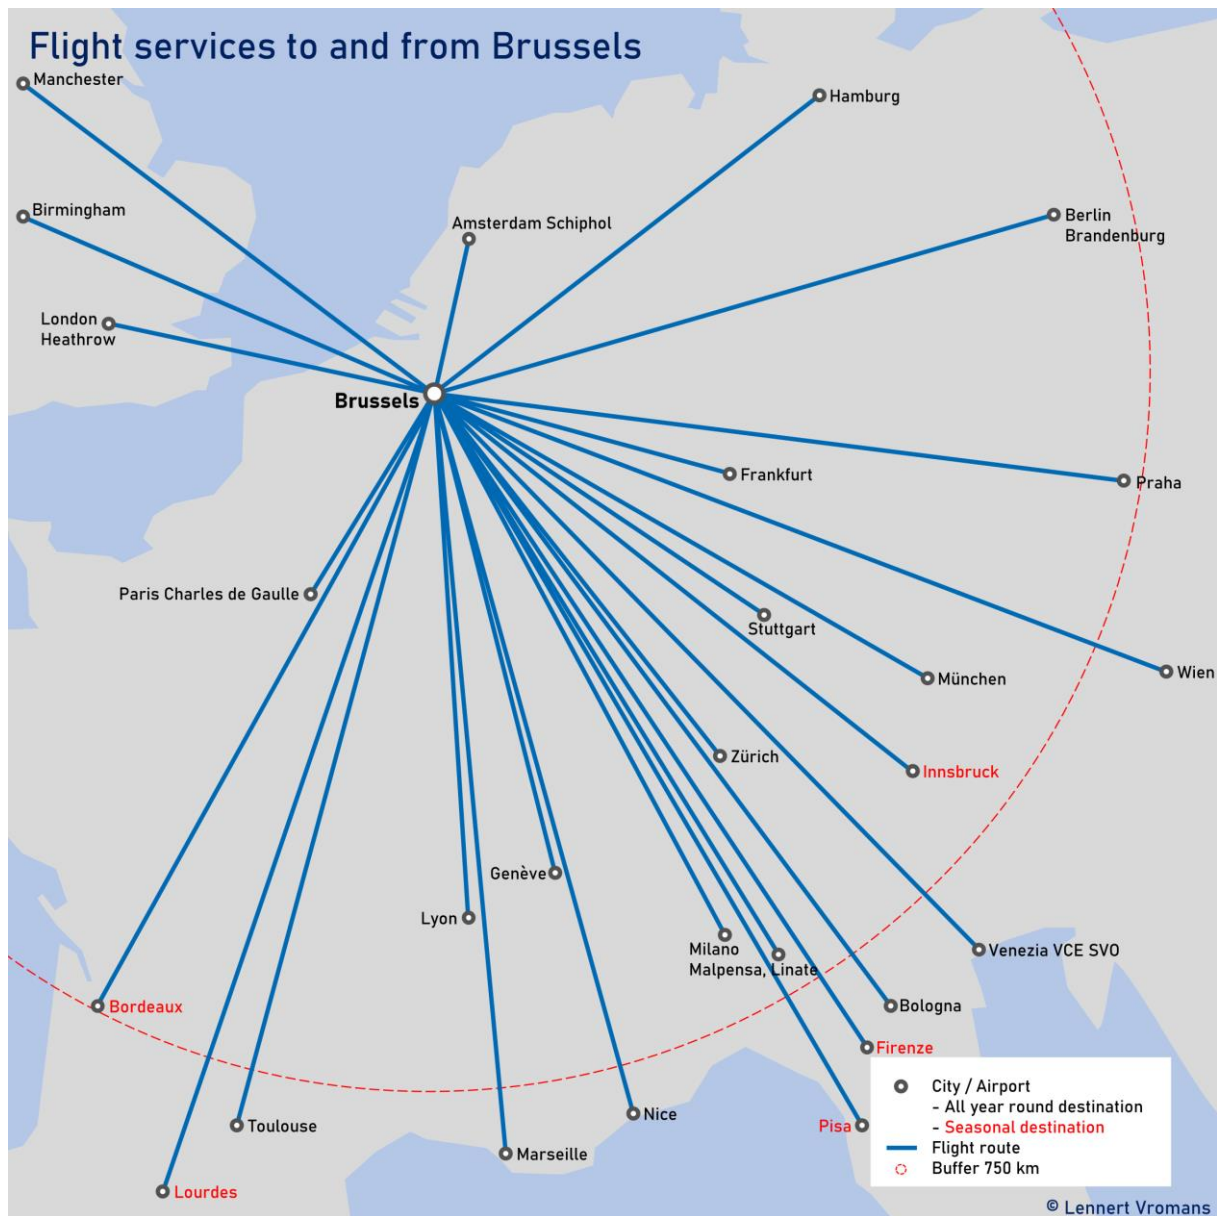 Flight services to and from Brussels
Manchester
Hamburg
Birmingham
Amsterdam Schiphol
Berlin
Brandenburg
London
Heathrow
Brussels
Frankfurt
Praha
Paris Charles de Gaulle
Stuttgart
München
Wien
Zürich
Innsbruck
Genève
Lyon
Milano
Malpensa, Linate
Venezia VCE SVO
Bordeaux
Bologna
Firenze
Toulouse
Nice
Pisa
Marseille
Lourdes
City / Airport
- All year round destination
- Seasonal destination
Flight route
Buffer 750 km
© Lennert Vromans